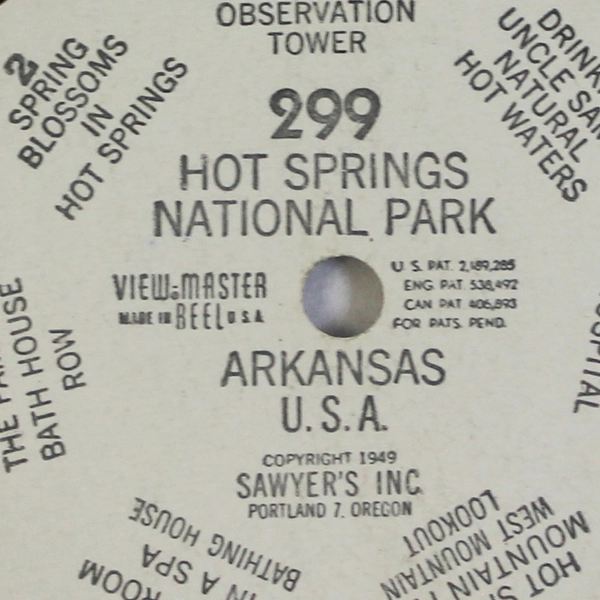 OBSERVATION
TOWER
2
SPRING
BLOSSOMS
IN
HOT SPRINGS
UNCLE
NATURAL
HOT WATERS
299
HOT SPRINGS
NATIONAL PARK
VIEW-MASTER
MADE IN BEEL U.S.A.
U.S. PAT. 2,189,285
ENG. PAT. 538,492
CAN PAT 406,893
FOR PATS. PEND.
ARKANSAS
U.S.A.
COPYRIGHT 1949
SAWYER'S INC.
PORTLAND 7, OREGON
THE
BATH HOUSE
ROW
ROOM
IN A SPA
BATHING HOUSE
HOT
MOUNTAIN
WEST MOUNTAIN
LOOKOUT